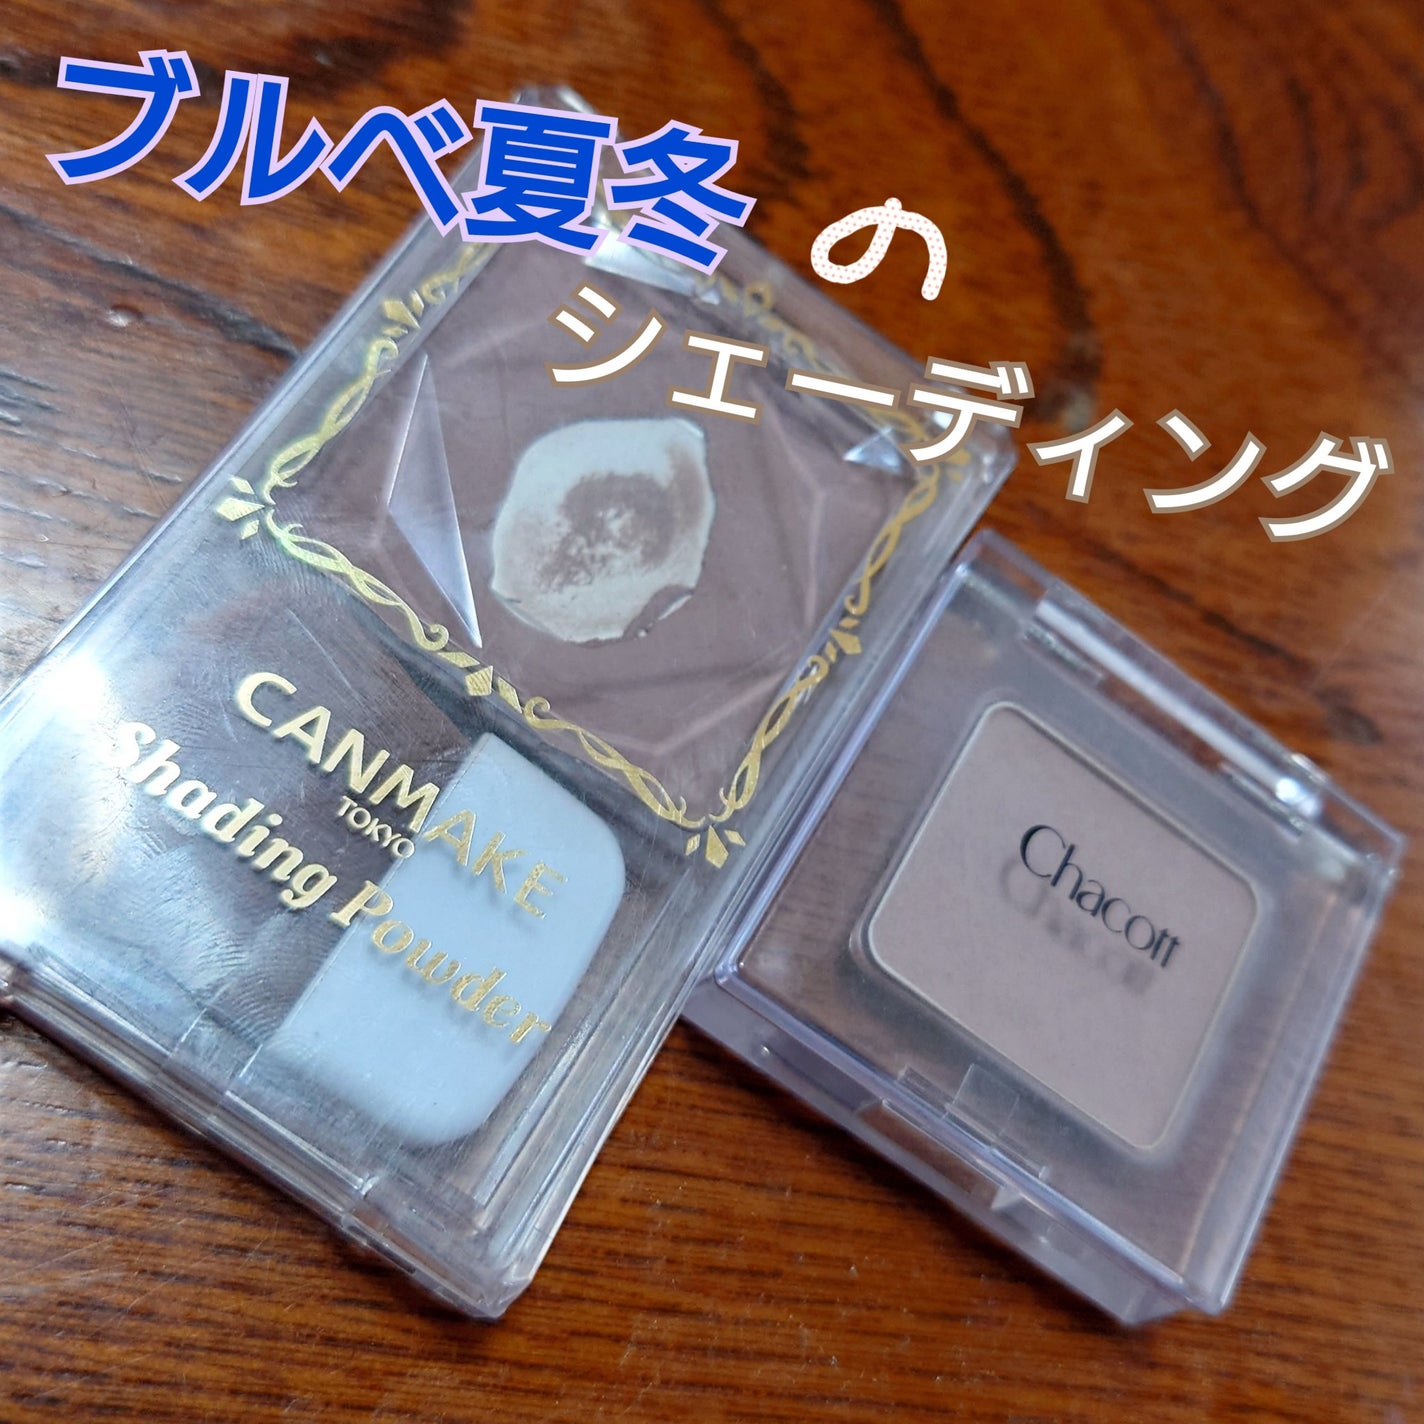 ブルベ夏冬
の
シェーディング
CANMAKE
TOKYO
Shading Powder
Chacott